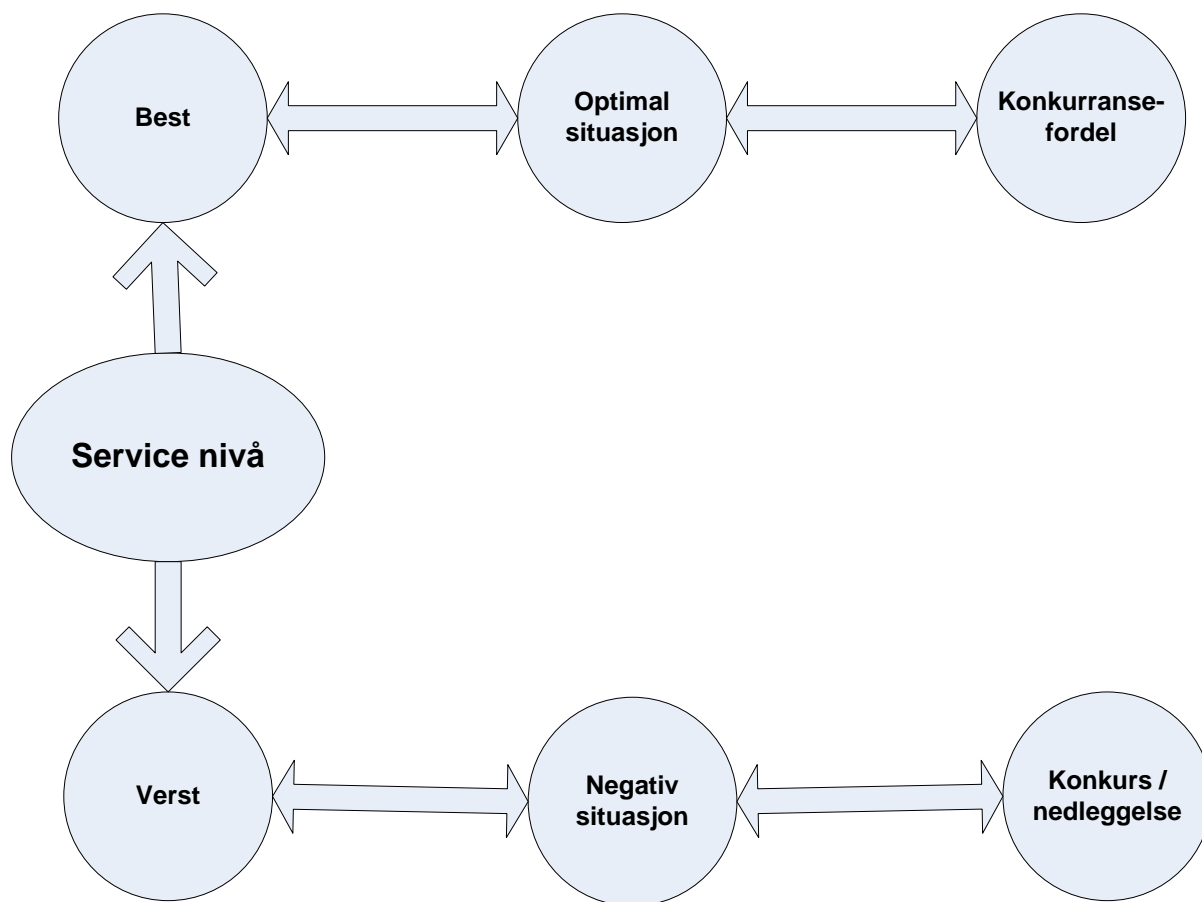 Best
Optimal
situasjon
Konkurranse-
fordel
Service nivå
Verst
Negativ
situasjon
Konkurs /
nedleggelse